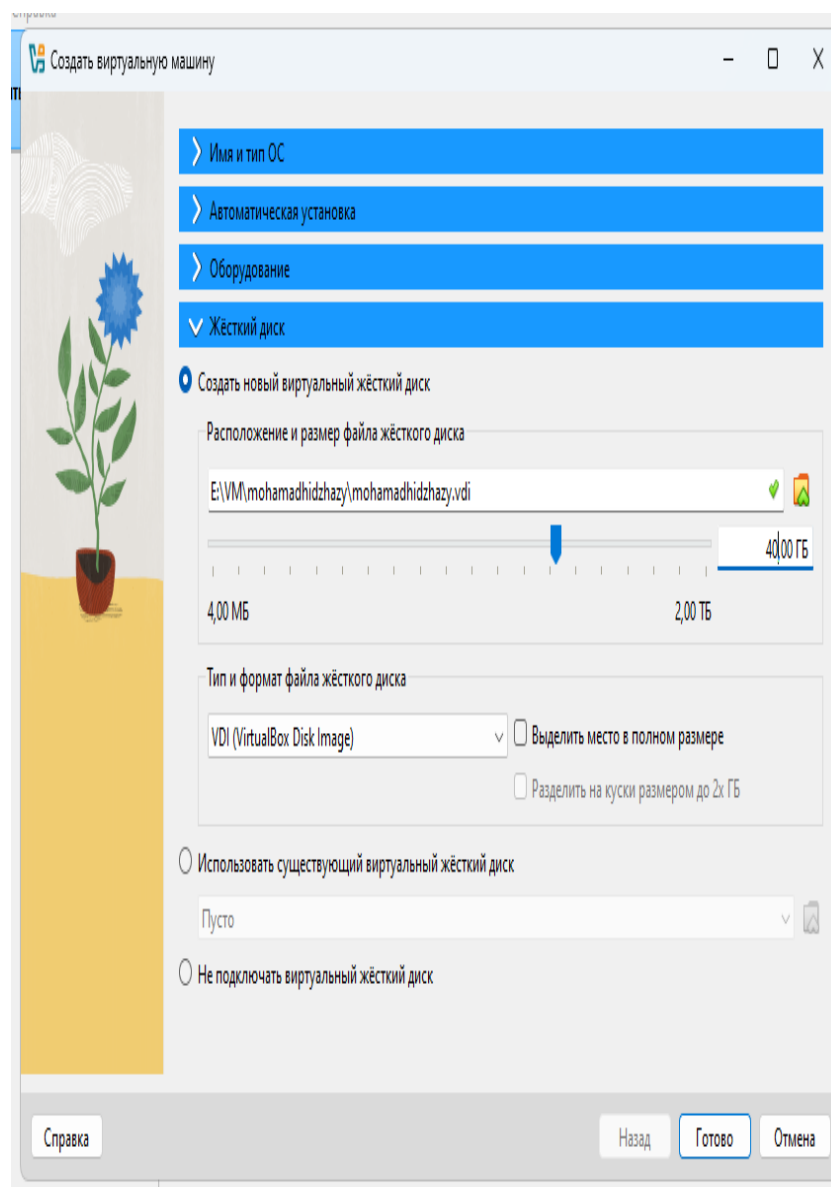 Справка
Создать виртуальную машину
Имя и тип ОС
Автоматическая установка
Оборудование
Жёсткий диск
Создать новый виртуальный жёсткий диск
Расположение и размер файла жёсткого диска
E:\VM\mohamadhidzhazy\mohamadhidzhazy.vdi
40,00 ГБ
4,00 МБ 2,00 ТБ
Тип и формат файла жёсткого диска
VDI (VirtualBox Disk Image) Выделить место в полном размере
Разделить на куски размером до 2х ГБ
Использовать существующий виртуальный жёсткий диск
Пусто
Не подключать виртуальный жёсткий диск
Справка Назад Готово Отмена